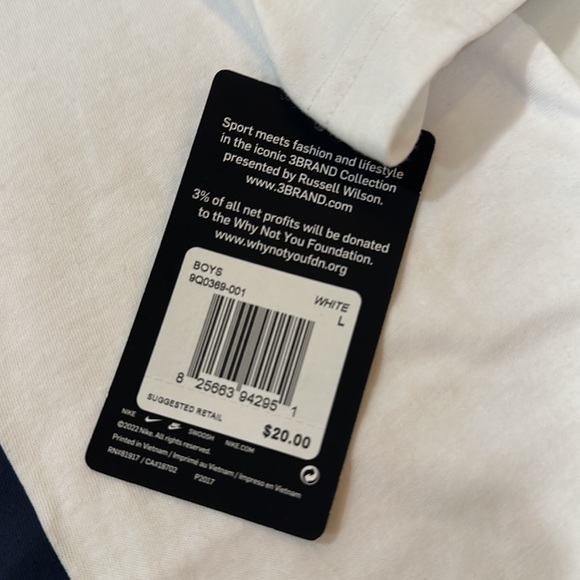 Sport meets fashion and lifestyle
in the iconic 3BRAND Collection
presented by Russell Wilson.
www.3BRAND.com
3% of all net profits will be donated
to the Why Not You Foundation.
www.whynotyoufdn.org
BOYS
9Q0369-001
WHITE
L
8 25663 94295 1
SUGGESTED RETAIL
$20.00
NIKE SWOOSH NIKE.COM
©2022 Nike. All rights reserved.
Printed in Vietnam / Imprimé au Vietnam / Impreso en Vietnam
RN#81917 / CA#18702 P2017